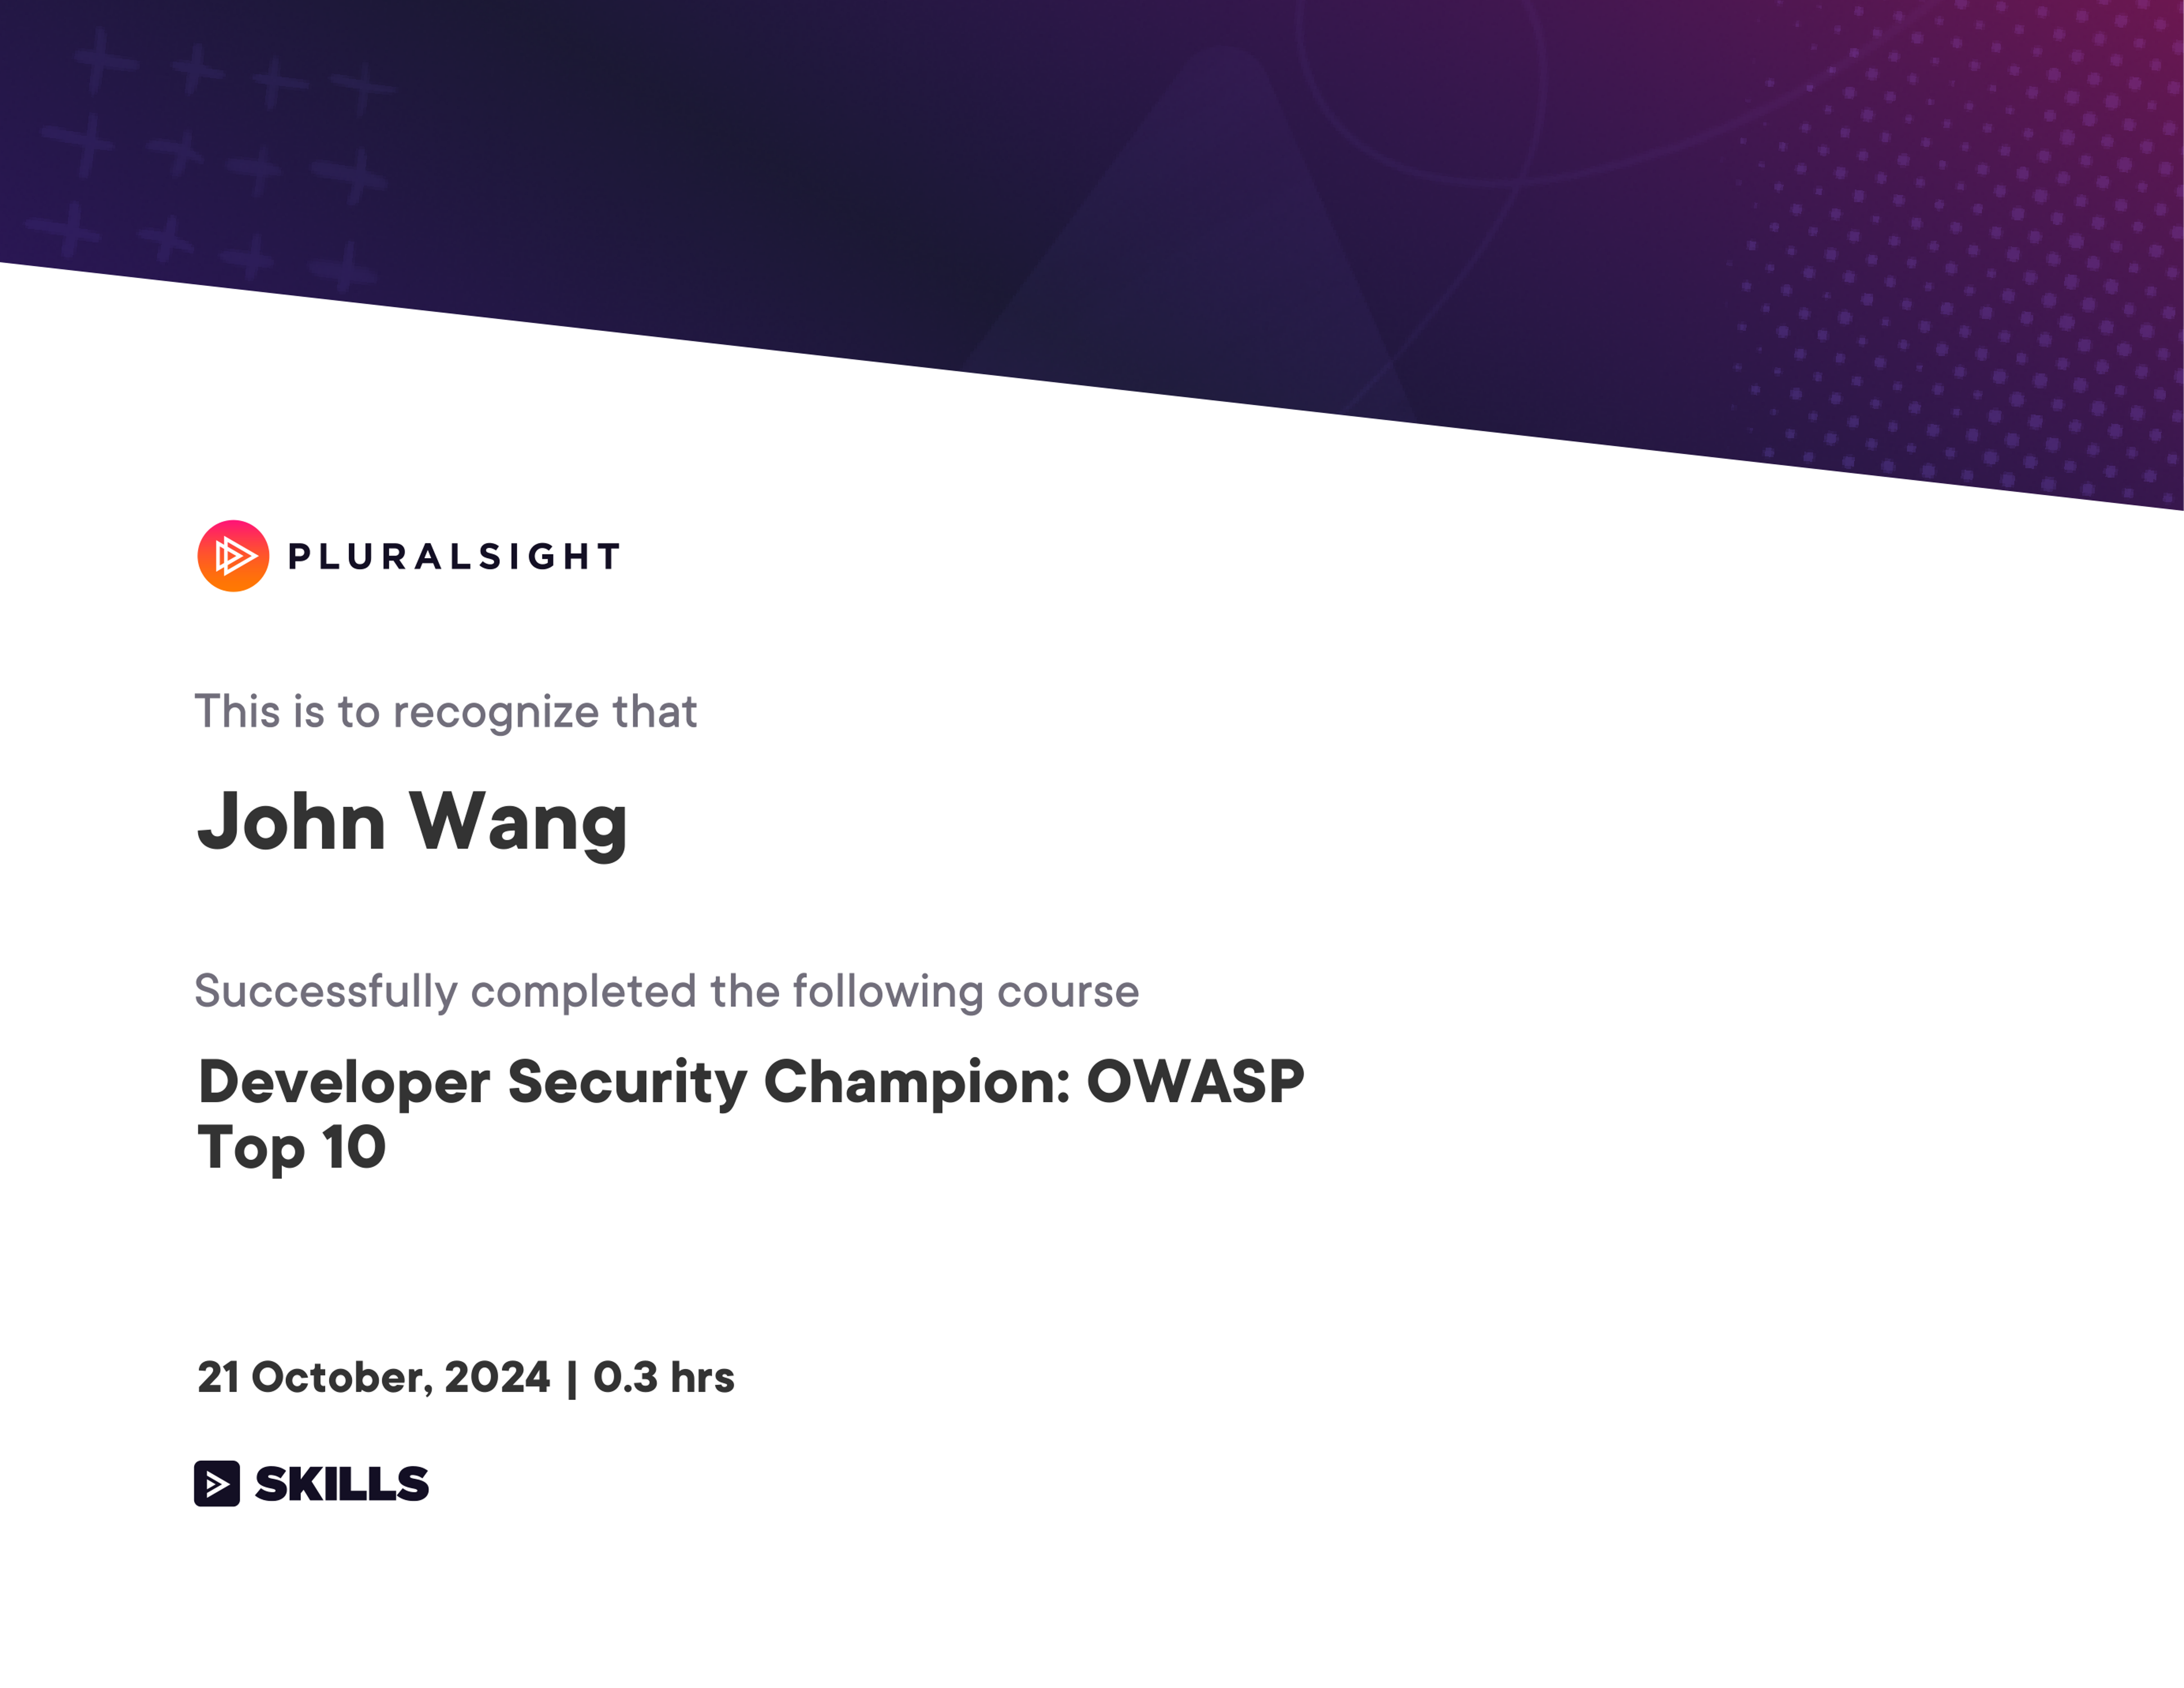 PLURALSIGHT
This is to recognize that
John Wang
Successfully completed the following course
Developer Security Champion: OWASP
Top 10
21 October, 2024 | 0.3 hrs
SKILLS